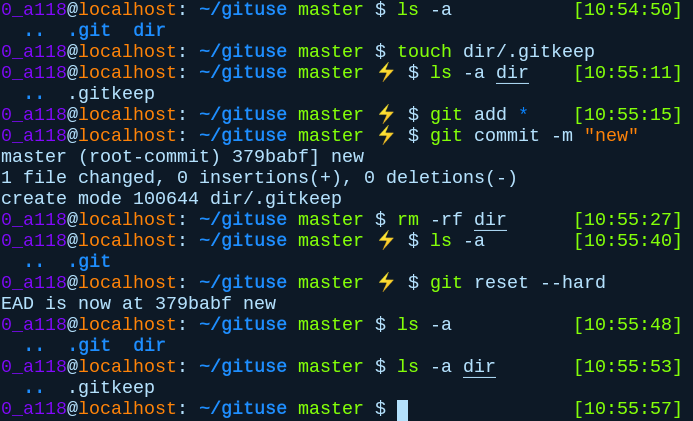 0_a118@localhost: ~/gituse master $ ls -a [10:54:50]
.. .git dir
0_a118@localhost: ~/gituse master $ touch dir/.gitkeep
0_a118@localhost: ~/gituse master ⚡ $ ls -a dir [10:55:11]
.. .gitkeep
0_a118@localhost: ~/gituse master ⚡ $ git add * [10:55:15]
0_a118@localhost: ~/gituse master ⚡ $ git commit -m "new"
master (root-commit) 379babf] new
1 file changed, 0 insertions(+), 0 deletions(-)
create mode 100644 dir/.gitkeep
0_a118@localhost: ~/gituse master $ rm -rf dir [10:55:27]
0_a118@localhost: ~/gituse master ⚡ $ ls -a [10:55:40]
.. .git
0_a118@localhost: ~/gituse master ⚡ $ git reset --hard
EAD is now at 379babf new
0_a118@localhost: ~/gituse master $ ls -a [10:55:48]
.. .git dir
0_a118@localhost: ~/gituse master $ ls -a dir [10:55:53]
.. .gitkeep
0_a118@localhost: ~/gituse master $ [10:55:57]